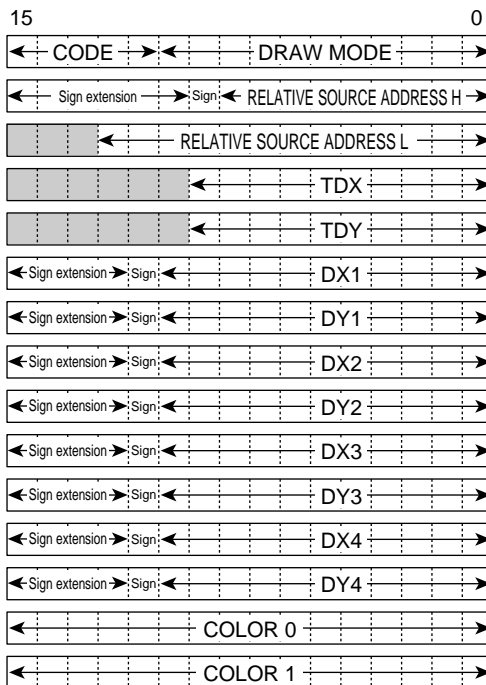 15 0
CODE DRAW MODE
Sign extension Sign RELATIVE SOURCE ADDRESS H
RELATIVE SOURCE ADDRESS L
TDX
TDY
Sign extension Sign DX1
Sign extension Sign DY1
Sign extension Sign DX2
Sign extension Sign DY2
Sign extension Sign DX3
Sign extension Sign DY3
Sign extension Sign DX4
Sign extension Sign DY4
COLOR 0
COLOR 1